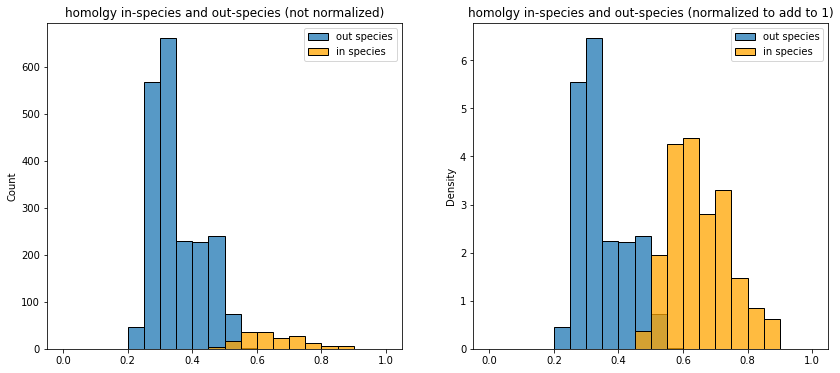 homolgy in-species and out-species (not normalized)
out species
in species
Count
600
500
400
300
200
100
0
0.0 0.2 0.4 0.6 0.8 1.0
homolgy in-species and out-species (normalized to add to 1)
out species
in species
Density
6
5
4
3
2
1
0
0.0 0.2 0.4 0.6 0.8 1.0